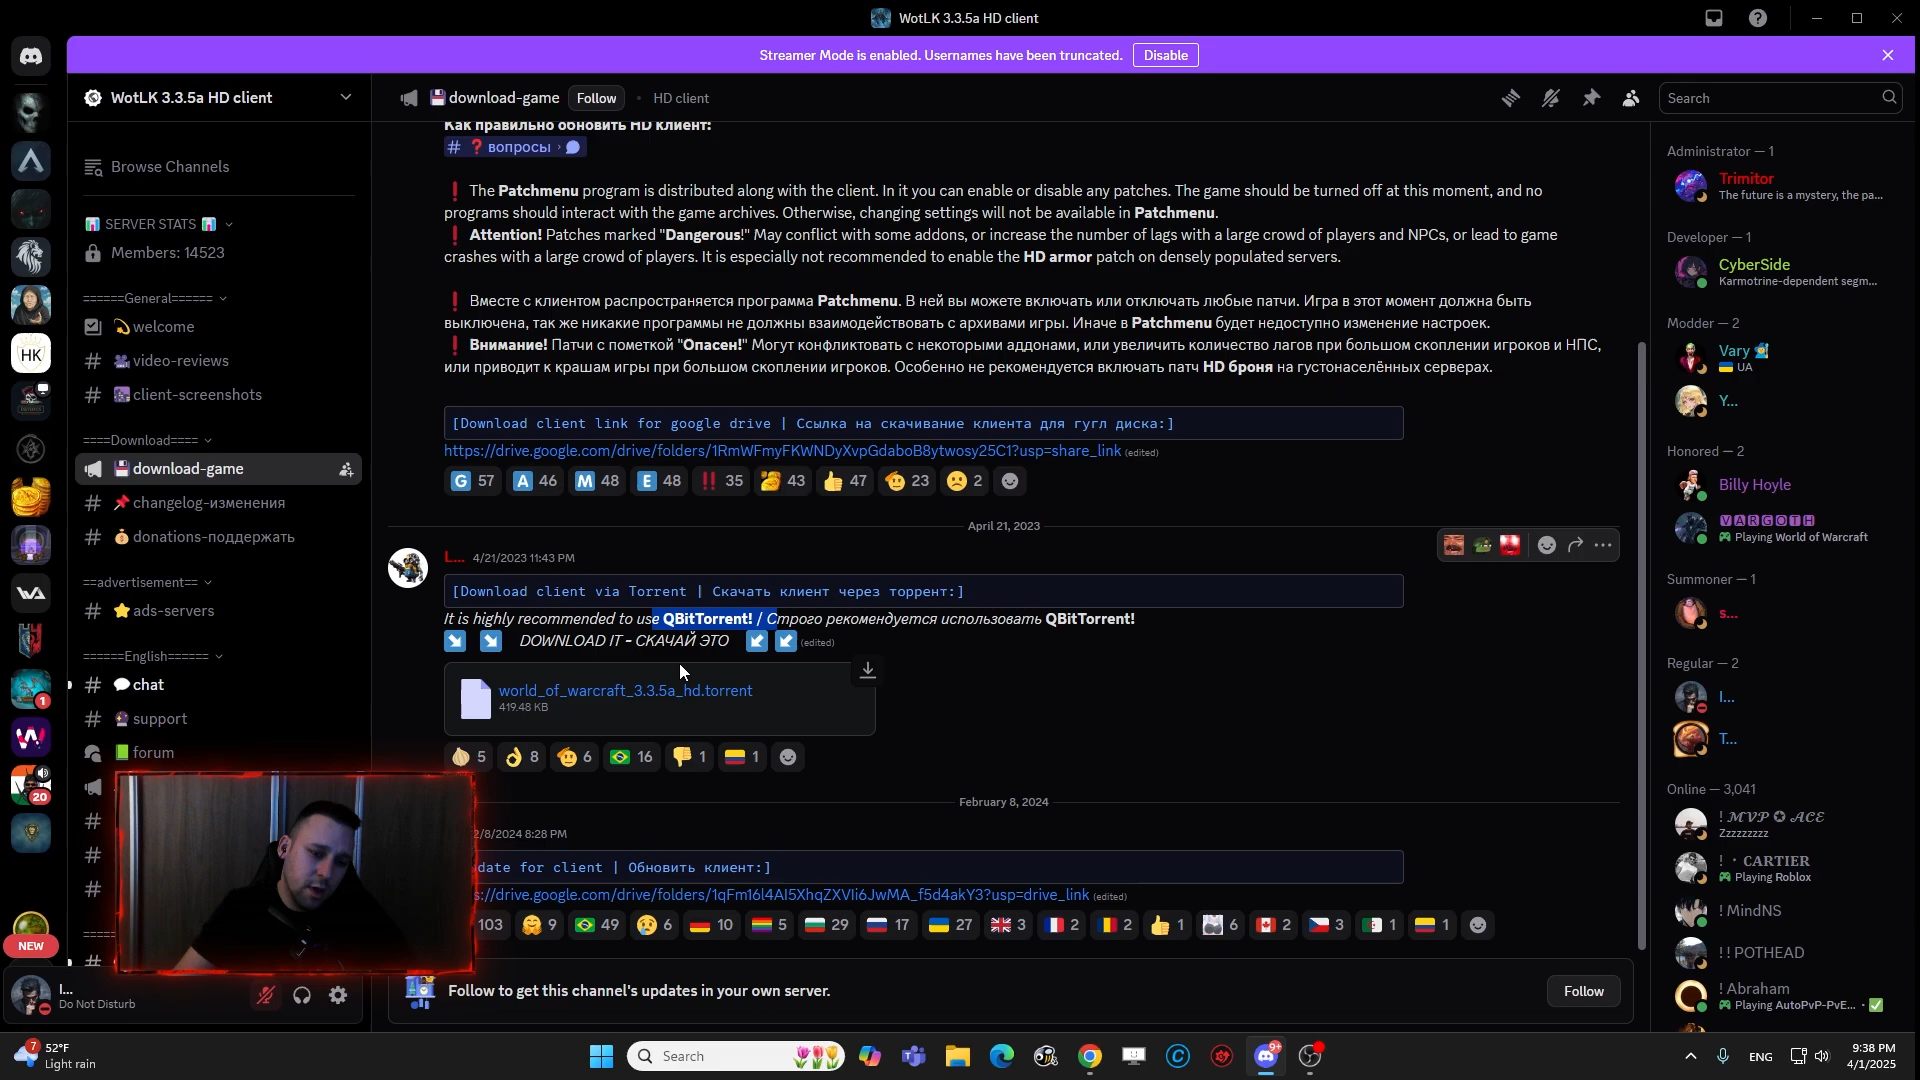 WotLK 3.3.5a HD client
Streamer Mode is enabled. Usernames have been truncated.
Disable
WotLK 3.3.5a HD client
download-game
Follow
HD client
Search
Browse Channels
SERVER STATS
Members: 14523
======General======
welcome
video-reviews
client-screenshots
====Download====
download-game
changelog-изменения
donations-поддержать
==advertisement==
ads-servers
======English======
chat
support
forum
HK
1
20
NEW
I...
Do Not Disturb
Как правильно обновить HD клиент:
# ❓ вопросы ›
❗ The Patchmenu program is distributed along with the client. In it you can enable or disable any patches. The game should be turned off at this moment, and no
programs should interact with the game archives. Otherwise, changing settings will not be available in Patchmenu.
❗ Attention! Patches marked "Dangerous!" May conflict with some addons, or increase the number of lags with a large crowd of players and NPCs, or lead to game
crashes with a large crowd of players. It is especially not recommended to enable the HD armor patch on densely populated servers.
❗ Вместе с клиентом распространяется программа Patchmenu. В ней вы можете включать или отключать любые патчи. Игра в этот момент должна быть
выключена, так же никакие программы не должны взаимодействовать с архивами игры. Иначе в Patchmenu будет недоступно изменение настроек.
❗ Внимание! Патчи с пометкой "Опасен!" Могут конфликтовать с некоторыми аддонами, или увеличить количество лагов при большом скоплении игроков и НПС,
или приводит к крашам игры при большом скоплении игроков. Особенно не рекомендуется включать патч HD броня на густонаселённых серверах.
[Download client link for google drive | Ссылка на скачивание клиента для гугл диска:]
https://drive.google.com/drive/folders/1RmWFmyFKWNDyXvpGdaboB8ytwosy25C1?usp=share_link (edited)
G 57 A 46 M 48 E 48 ‼ 35 43 47 23 2
April 21, 2023
L... 4/21/2023 11:43 PM
[Download client via Torrent | Скачать клиент через торрент:]
It is highly recommended to use QBitTorrent! / Строго рекомендуется использовать QBitTorrent!
DOWNLOAD IT - СКАЧАЙ ЭТО (edited)
world_of_warcraft_3.3.5a_hd.torrent
419.48 KB
5 8 6 16 1 1
February 8, 2024
2/8/2024 8:28 PM
date for client | Обновить клиент:]
s://drive.google.com/drive/folders/1qFm16l4AI5XhqZXVIi6JwMA_f5d4akY3?usp=drive_link (edited)
103 9 49 6 10 5 29 17 27 3 2 2 1 6 2 3 1 1
Follow to get this channel's updates in your own server.
Follow
Administrator — 1
Trimitor
The future is a mystery, the pa...
Developer — 1
CyberSide
Karmotrine-dependent segm...
Modder — 2
Vary
UA
Y...
Honored — 2
Billy Hoyle
VARGOTH
Playing World of Warcraft
Summoner — 1
s...
Regular — 2
I...
T...
Online — 3,041
! 𝓜𝓥𝓟 ✪ 𝓐𝓒𝓔
Zzzzzzzzz
! ・ CARTIER
Playing Roblox
! MindNS
! ! POTHEAD
! Abraham
Playing AutoPvP-PvE... ·
7
52°F
Light rain
Search
9+
ENG
9:38 PM
4/1/2025